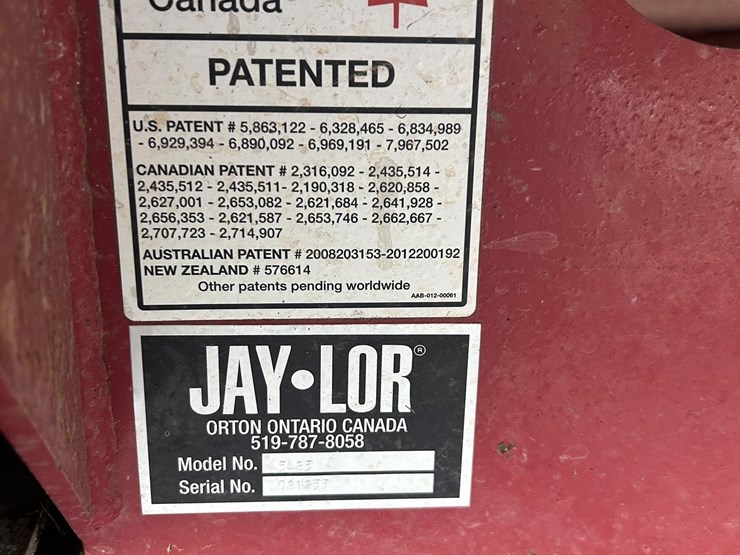 Canada
PATENTED
U.S. PATENT # 5,863,122 - 6,328,465 - 6,834,989
- 6,929,394 - 6,890,092 - 6,969,191 - 7,967,502
CANADIAN PATENT # 2,316,092 - 2,435,514 -
2,435,512 - 2,435,511- 2,190,318 - 2,620,858 -
2,627,001 - 2,653,082 - 2,621,684 - 2,641,928 -
2,656,353 - 2,621,587 - 2,653,746 - 2,662,667 -
2,707,723 - 2,714,907
AUSTRALIAN PATENT # 2008203153-2012200192
NEW ZEALAND # 576614
Other patents pending worldwide
AAB-012-00061
JAY•LOR®
ORTON ONTARIO CANADA
519-787-8058
Model No.
Serial No.